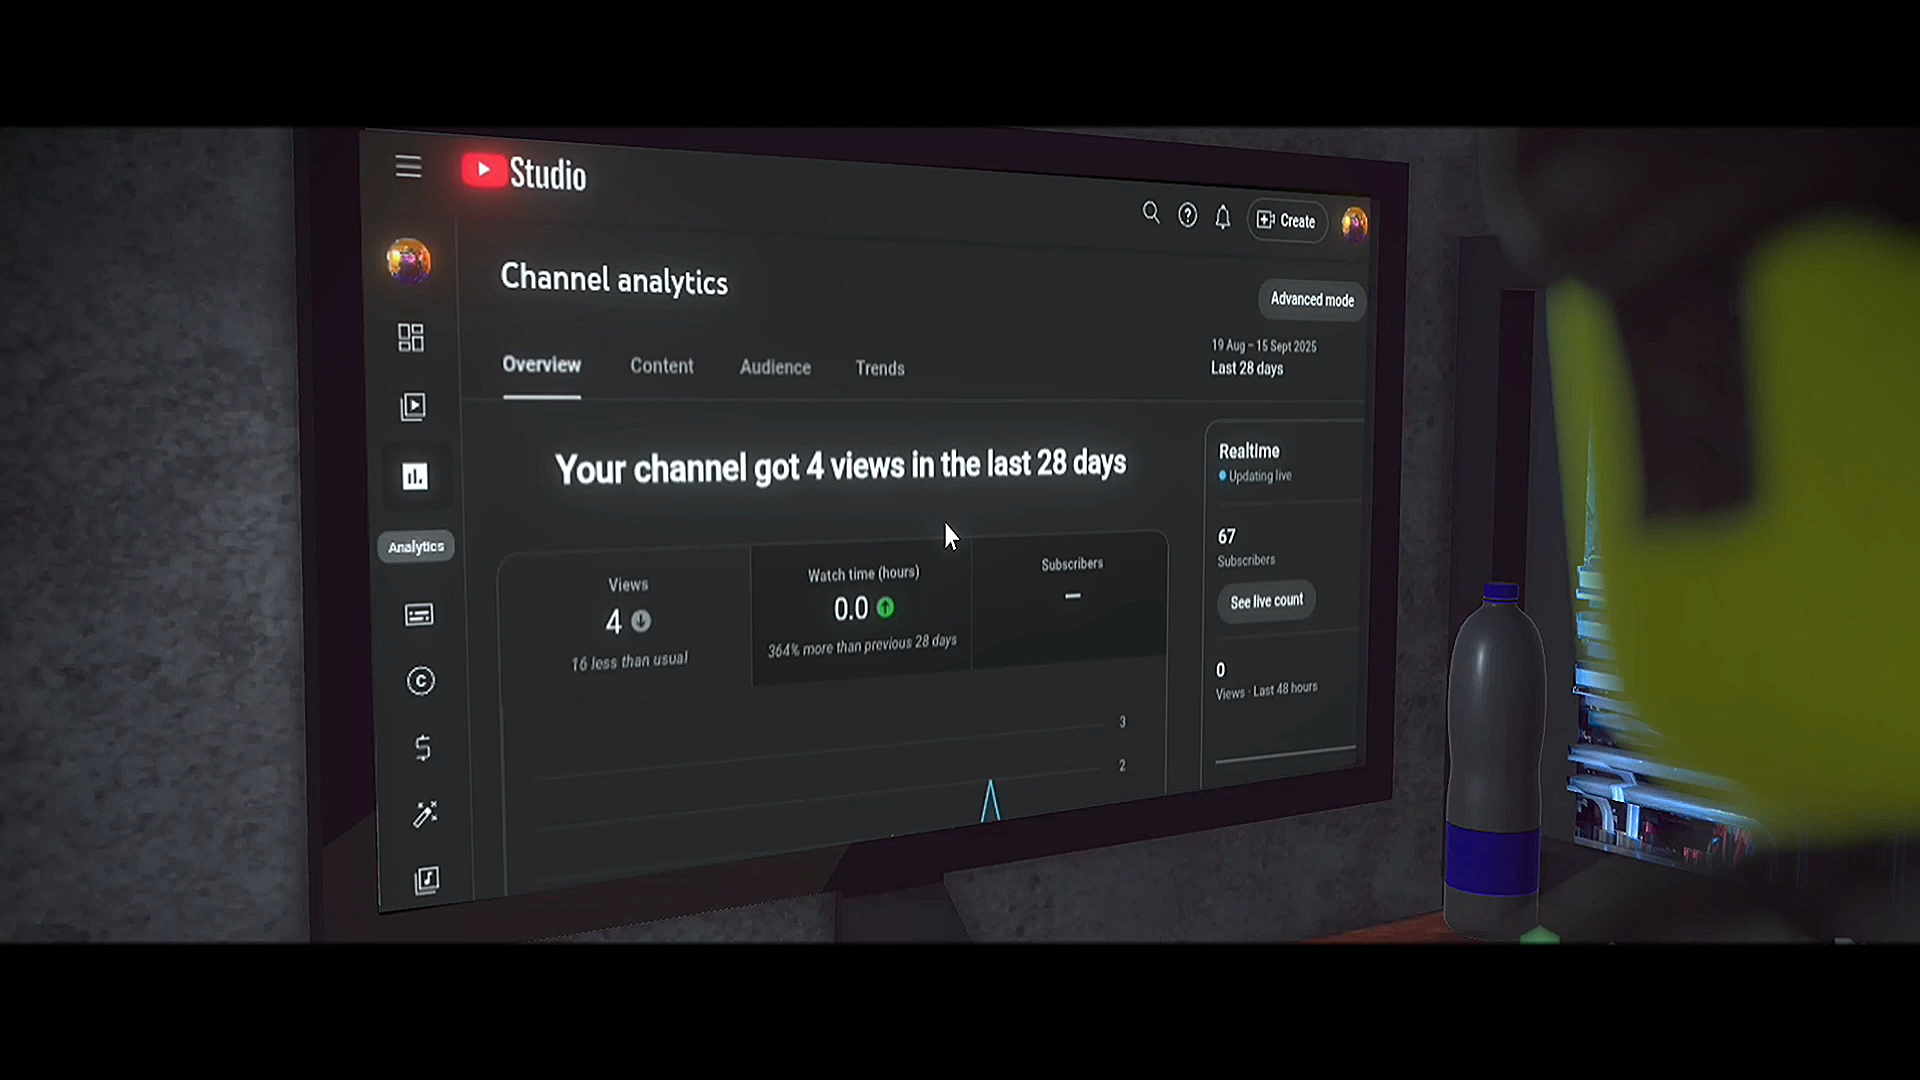 Studio
Create
Channel analytics
Advanced mode
Overview
Content
Audience
Trends
19 Aug – 15 Sept 2025
Last 28 days
Your channel got 4 views in the last 28 days
Realtime
Updating live
67
Subscribers
See live count
0
Views · Last 48 hours
Analytics
Views
4
16 less than usual
Watch time (hours)
0.0
364% more than previous 28 days
Subscribers
—
3
2